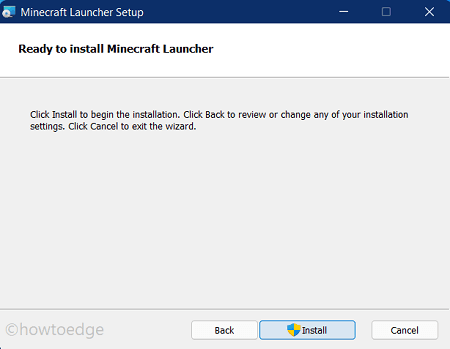 Minecraft Launcher Setup
Ready to install Minecraft Launcher
Click Install to begin the installation. Click Back to review or change any of your installation
settings. Click Cancel to exit the wizard.
©howtoedge
Back
Install
Cancel